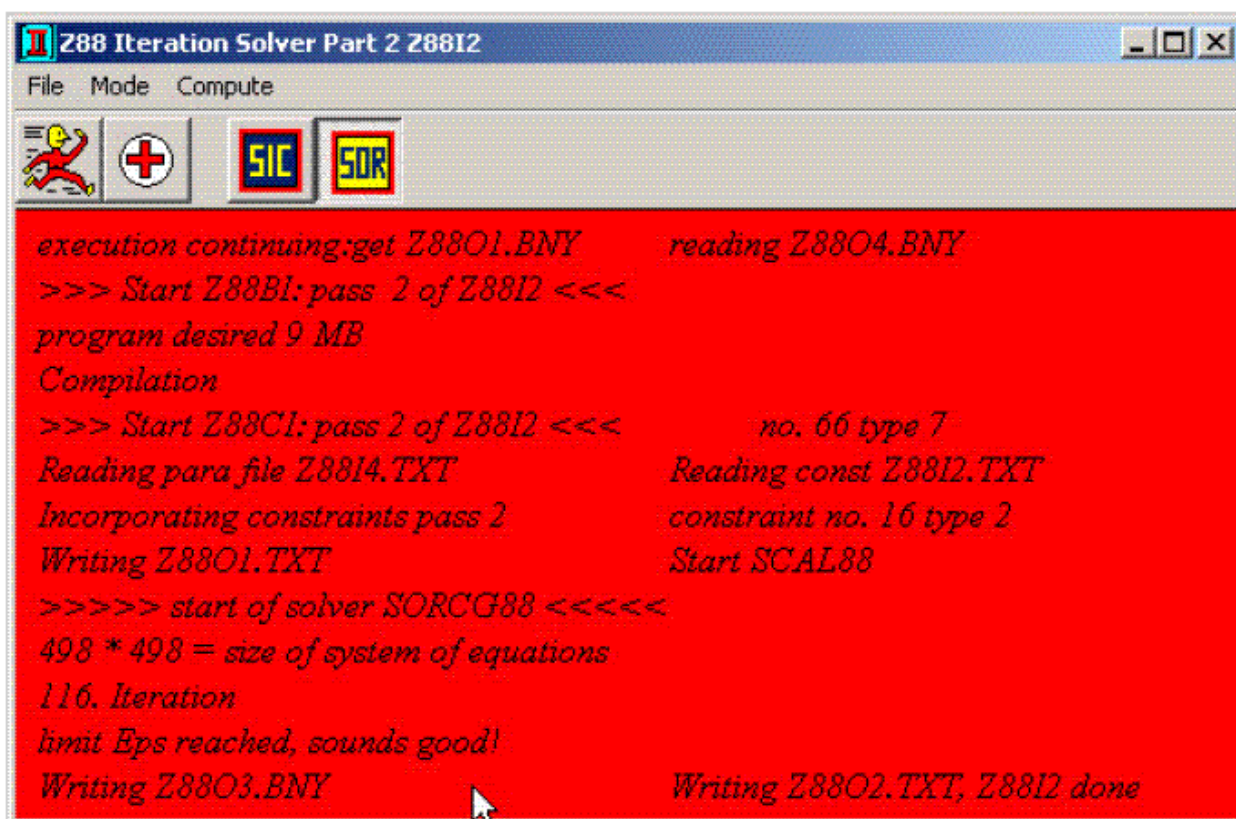 Z88 Iteration Solver Part 2 Z88I2
File Mode Compute
SIC SOR
execution continuing:get Z88O1.BNY reading Z88O4.BNY
>>> Start Z88BI: pass 2 of Z88I2 <<<
program desired 9 MB
Compilation
>>> Start Z88CI: pass 2 of Z88I2 <<< no. 66 type 7
Reading para file Z88I4.TXT Reading const Z88I2.TXT
Incorporating constraints pass 2 constraint no. 16 type 2
Writing Z88O1.TXT Start SCAL88
>>>>> start of solver SORCG88 <<<<<
498 * 498 = size of system of equations
116. Iteration
limit Eps reached, sounds good!
Writing Z88O3.BNY Writing Z88O2.TXT, Z88I2 done